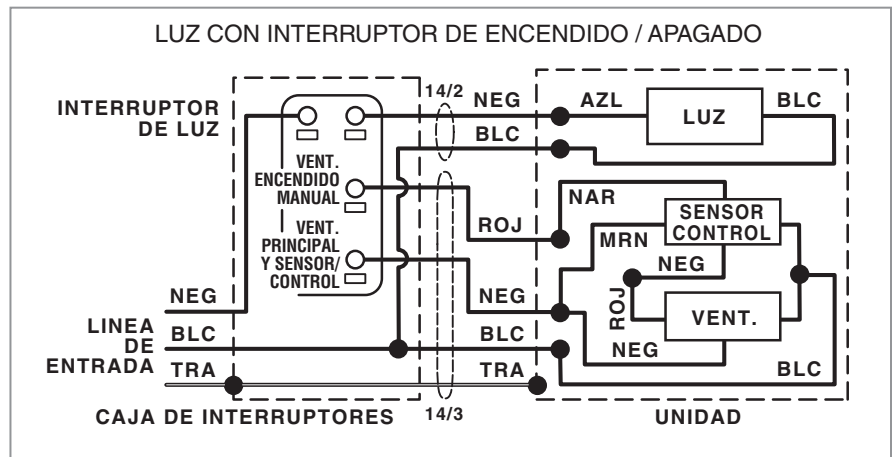 LUZ CON INTERRUPTOR DE ENCENDIDO / APAGADO
INTERRUPTOR
DE LUZ
14/2
NEG
AZL
LUZ
BLC
BLC
VENT.
ENCENDIDO
MANUAL
VENT.
PRINCIPAL
Y SENSOR/
CONTROL
ROJ
NAR
MRN
SENSOR
CONTROL
NEG
ROJ
VENT.
NEG
NEG
NEG
LINEA
DE
ENTRADA
BLC
BLC
BLC
TRA
TRA
CAJA DE INTERRUPTORES
14/3
UNIDAD